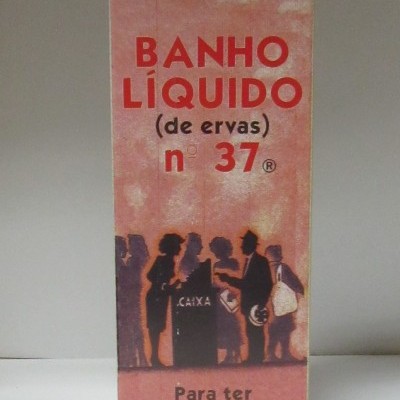 BANHO
LÍQUIDO
(de ervas)
nº 37®
CAIXA
Para ter